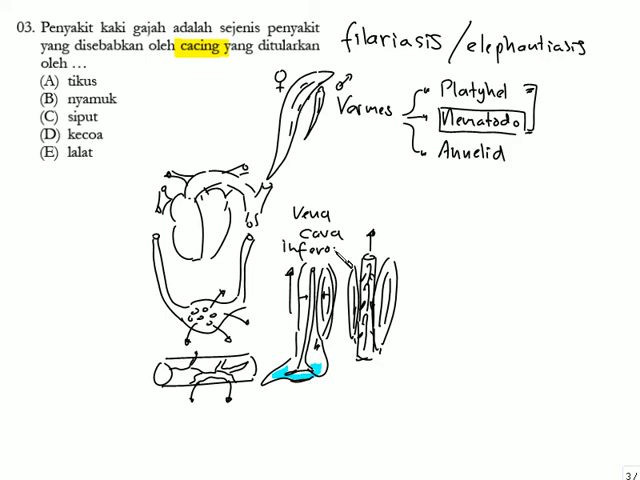 03. Penyakit kaki gajah adalah sejenis penyakit
yang disebabkan oleh cacing yang ditularkan
oleh ...
(A) tikus
(B) nyamuk
(C) siput
(D) kecoa
(E) lalat
filariasis / elephantiasis
♀
♂
Vermes
Platyhel
Nematodo
Annelid
Vena
Cava
infero.
3/